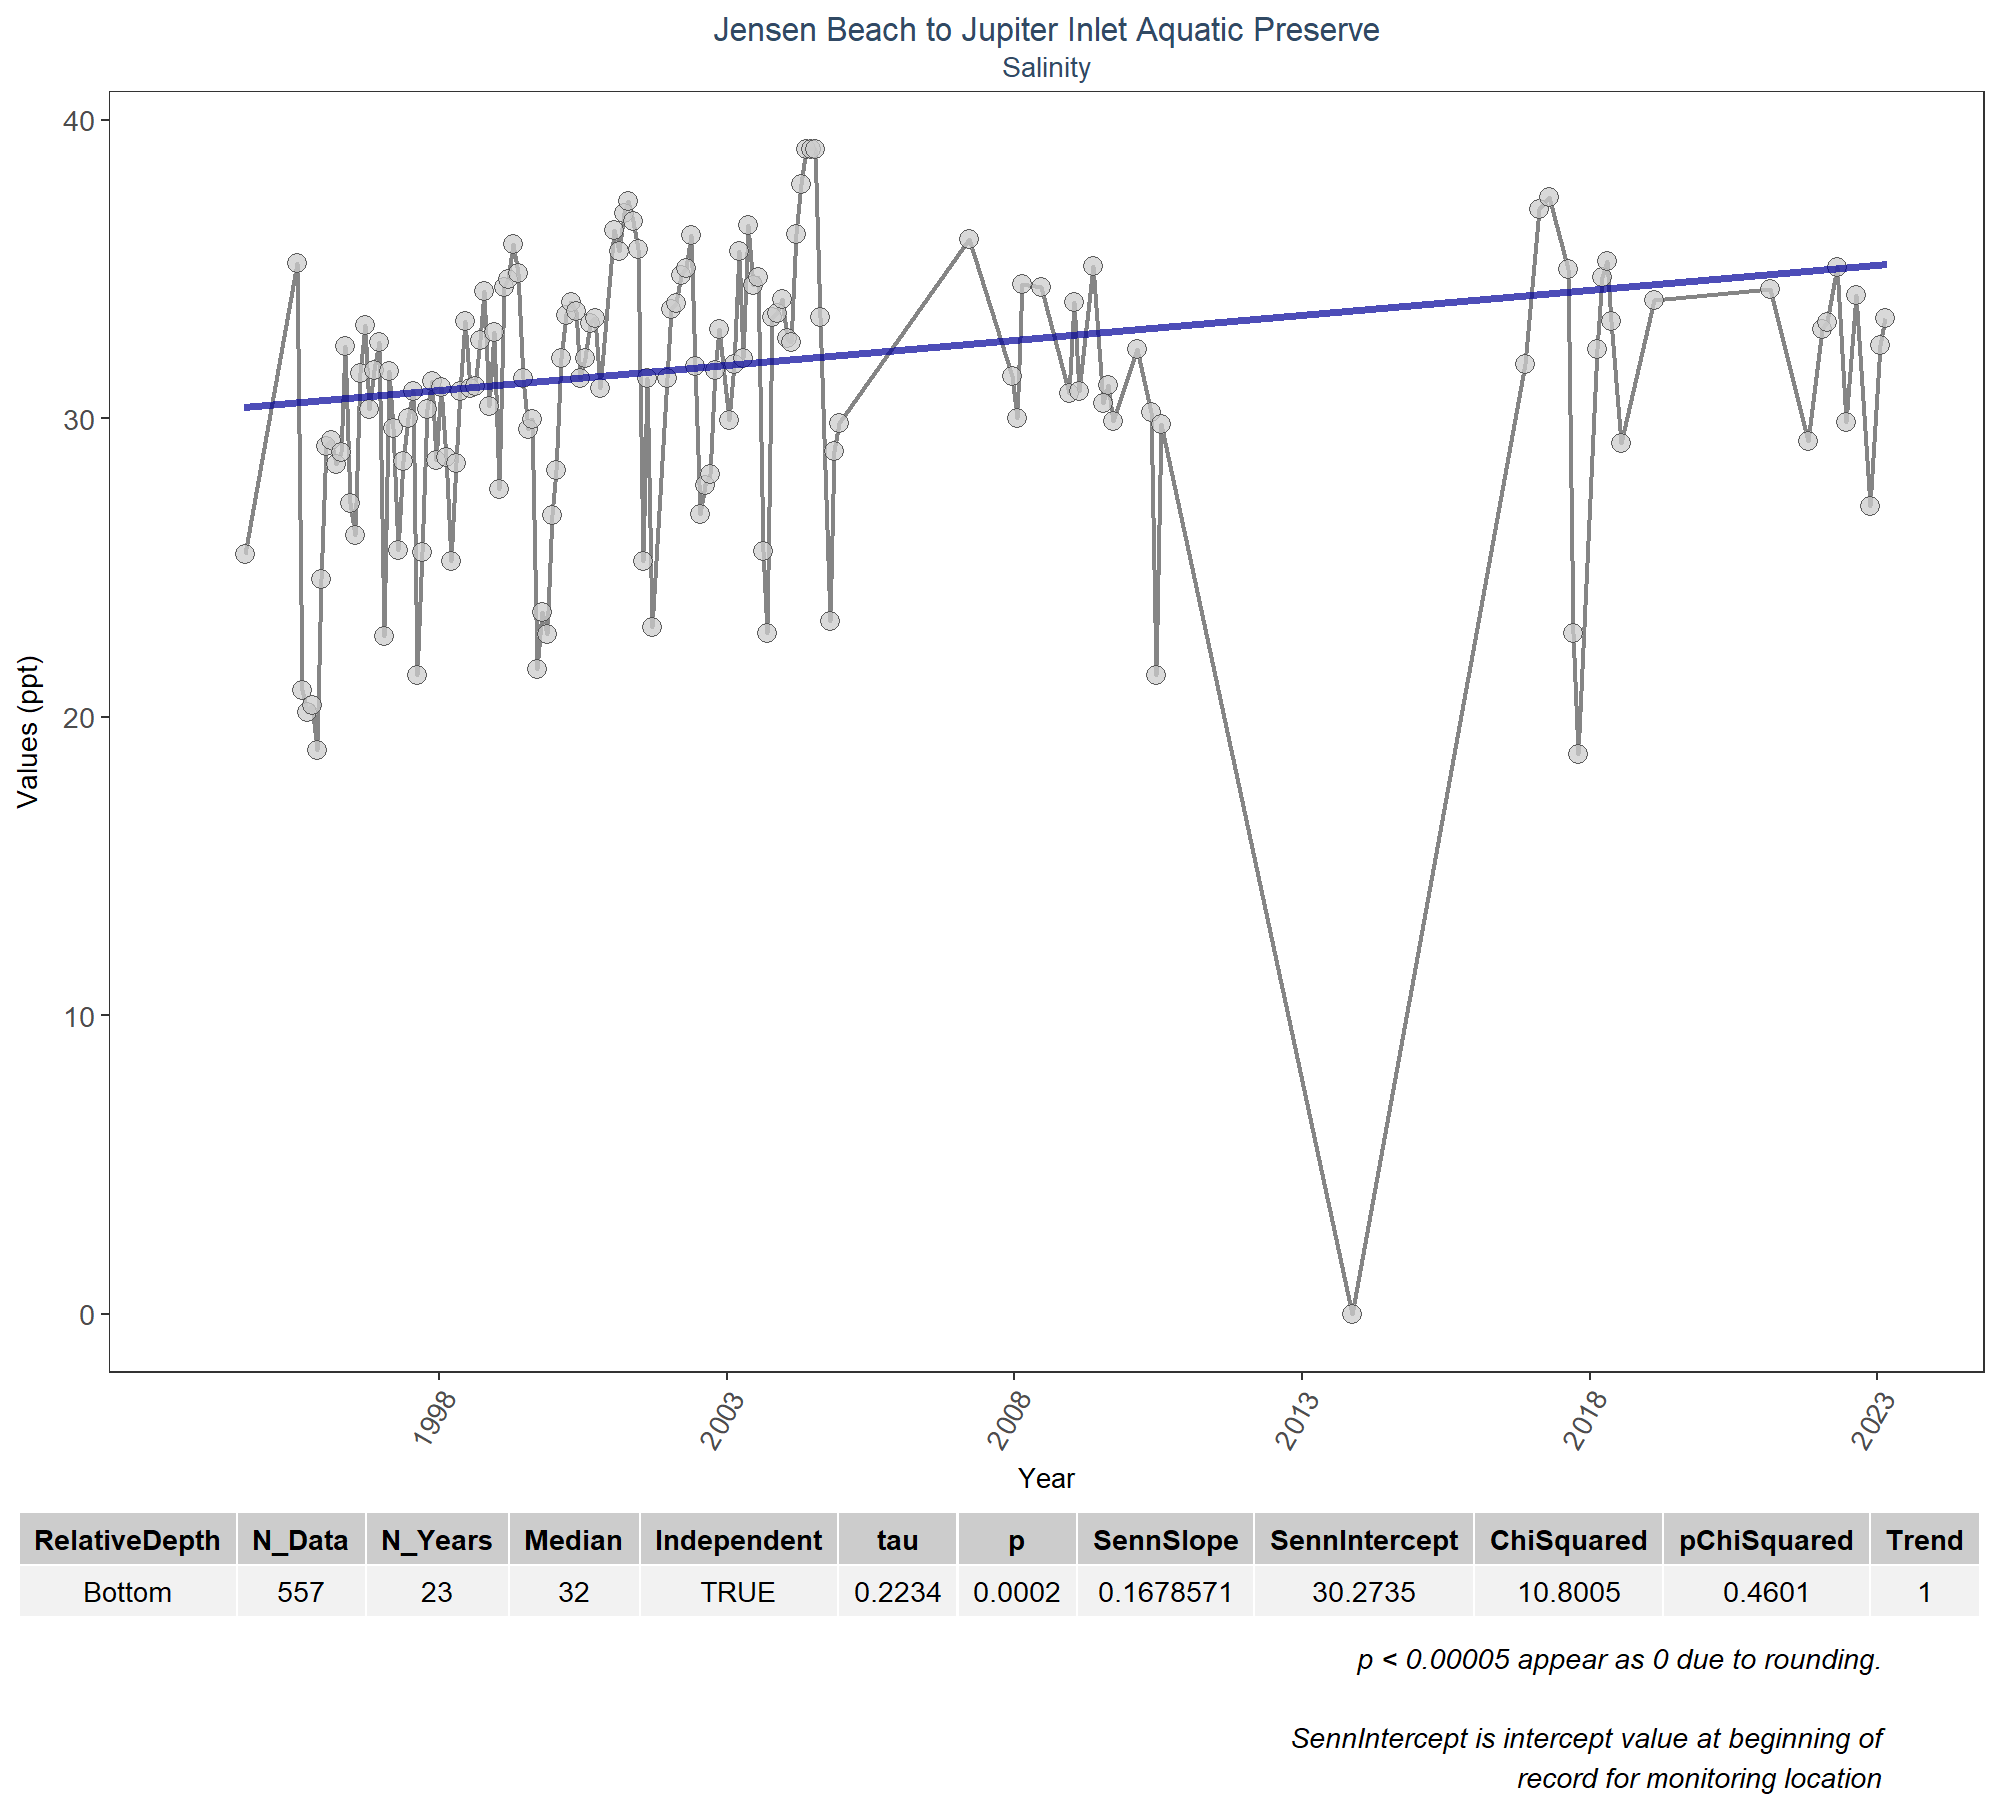 Jensen Beach to Jupiter Inlet Aquatic Preserve
Salinity
40
30
20
10
0
Values (ppt)
1998
2003
2008
2013
2018
2023
Year
RelativeDepth N_Data N_Years Median Independent tau p SennSlope SennIntercept ChiSquared pChiSquared Trend
Bottom 557 23 32 TRUE 0.2234 0.0002 0.1678571 30.2735 10.8005 0.4601 1
p < 0.00005 appear as 0 due to rounding.
SennIntercept is intercept value at beginning of
record for monitoring location